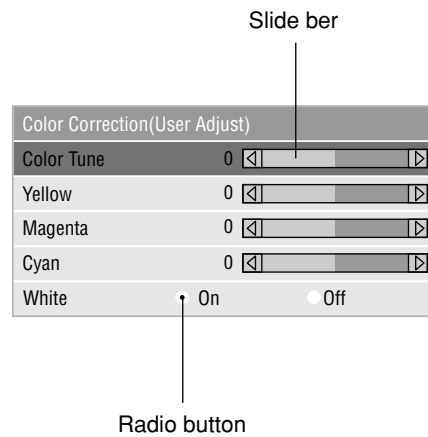 Slide ber
Color Correction(User Adjust)
Color Tune 0
Yellow 0
Magenta 0
Cyan 0
White On Off
Radio button